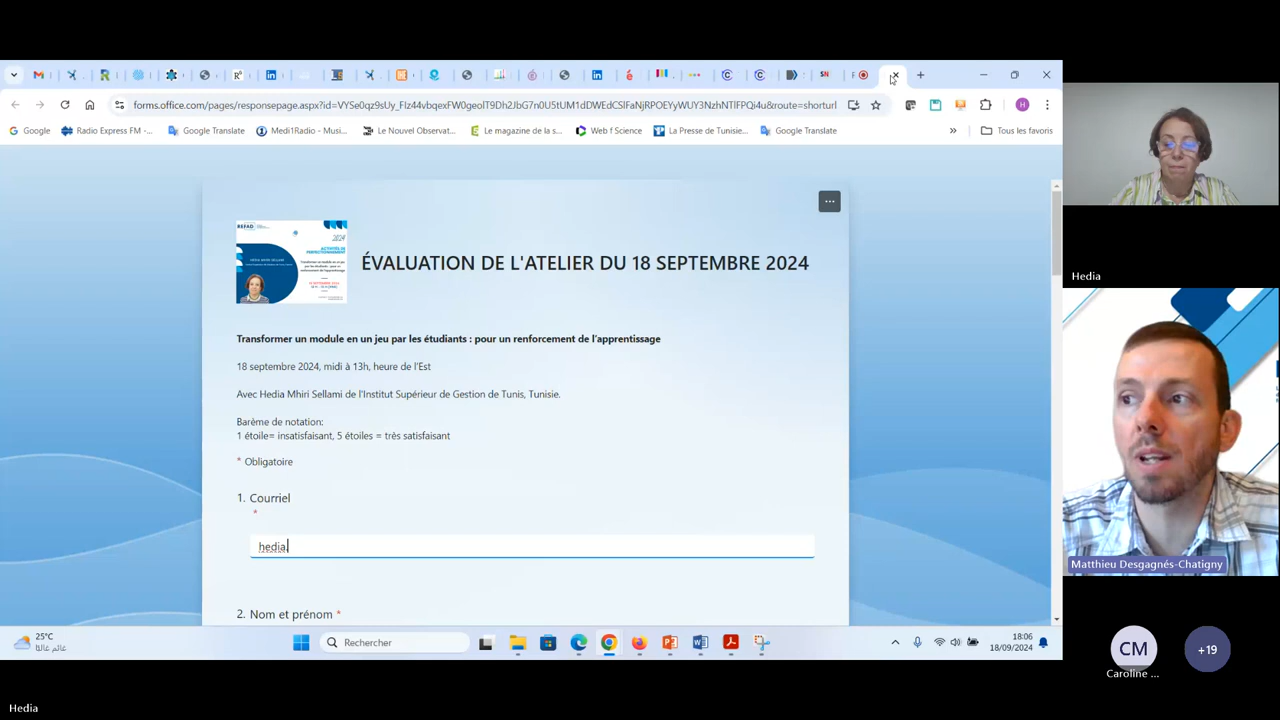 forms.office.com/pages/responsepage.aspx?id=VYSe0qz9sUy_Flz44vbqexFW0geolT9Dh2JbG7n0U5tUM1dDWEdCSlFaNjRPOEYyWUY3NzhNTlFPQi4u&route=shorturl
Google
Radio Express FM -...
Google Translate
Medi1Radio - Musi...
Le Nouvel Observat...
Le magazine de la s...
Web f Science
La Presse de Tunisie...
Google Translate
»
Tous les favoris
REFAD
2024
ÉVALUATION DE L'ATELIER DU 18 SEPTEMBRE 2024
Transformer un module en un jeu par les étudiants : pour un renforcement de l'apprentissage
18 septembre 2024, midi à 13h, heure de l'Est
Avec Hedia Mhiri Sellami de l'Institut Supérieur de Gestion de Tunis, Tunisie.
Barème de notation:
1 étoile= insatisfaisant, 5 étoiles = très satisfaisant
* Obligatoire
1. Courriel
*
hedia.
2. Nom et prénom *
25°C
غائم غالبًا
Rechercher
18:06
18/09/2024
Hedia
Matthieu Desgagnés-Chatigny
CM
Caroline ...
+19
Hedia